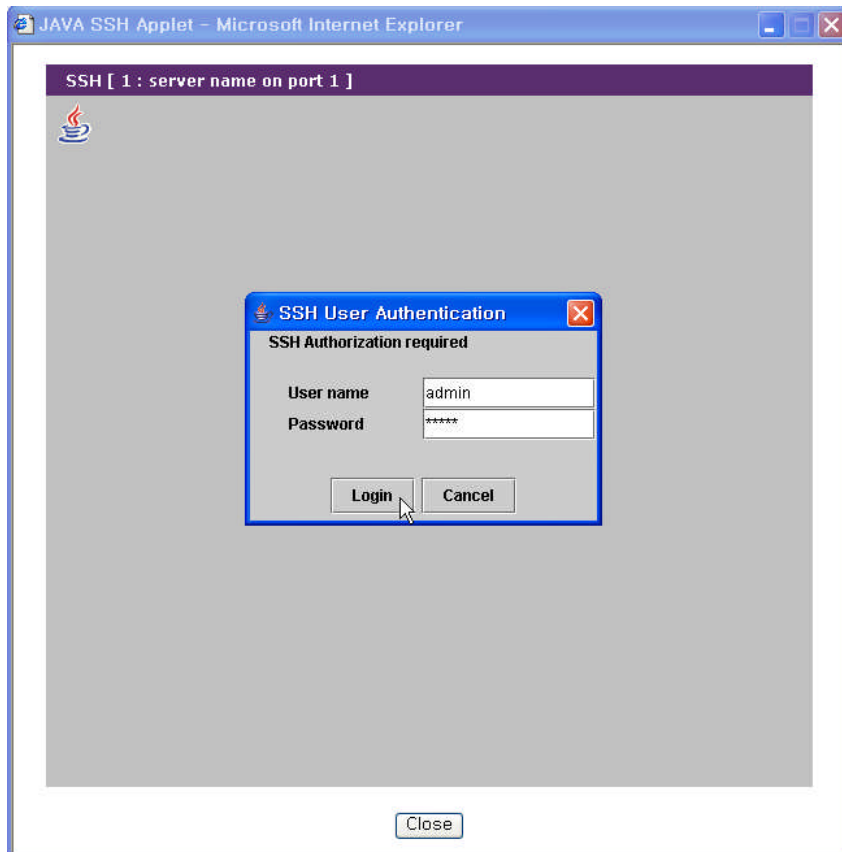 JAVA SSH Applet - Microsoft Internet Explorer
SSH [ 1 : server name on port 1 ]
SSH User Authentication
SSH Authorization required
User name admin
Password *****
Login Cancel
Close